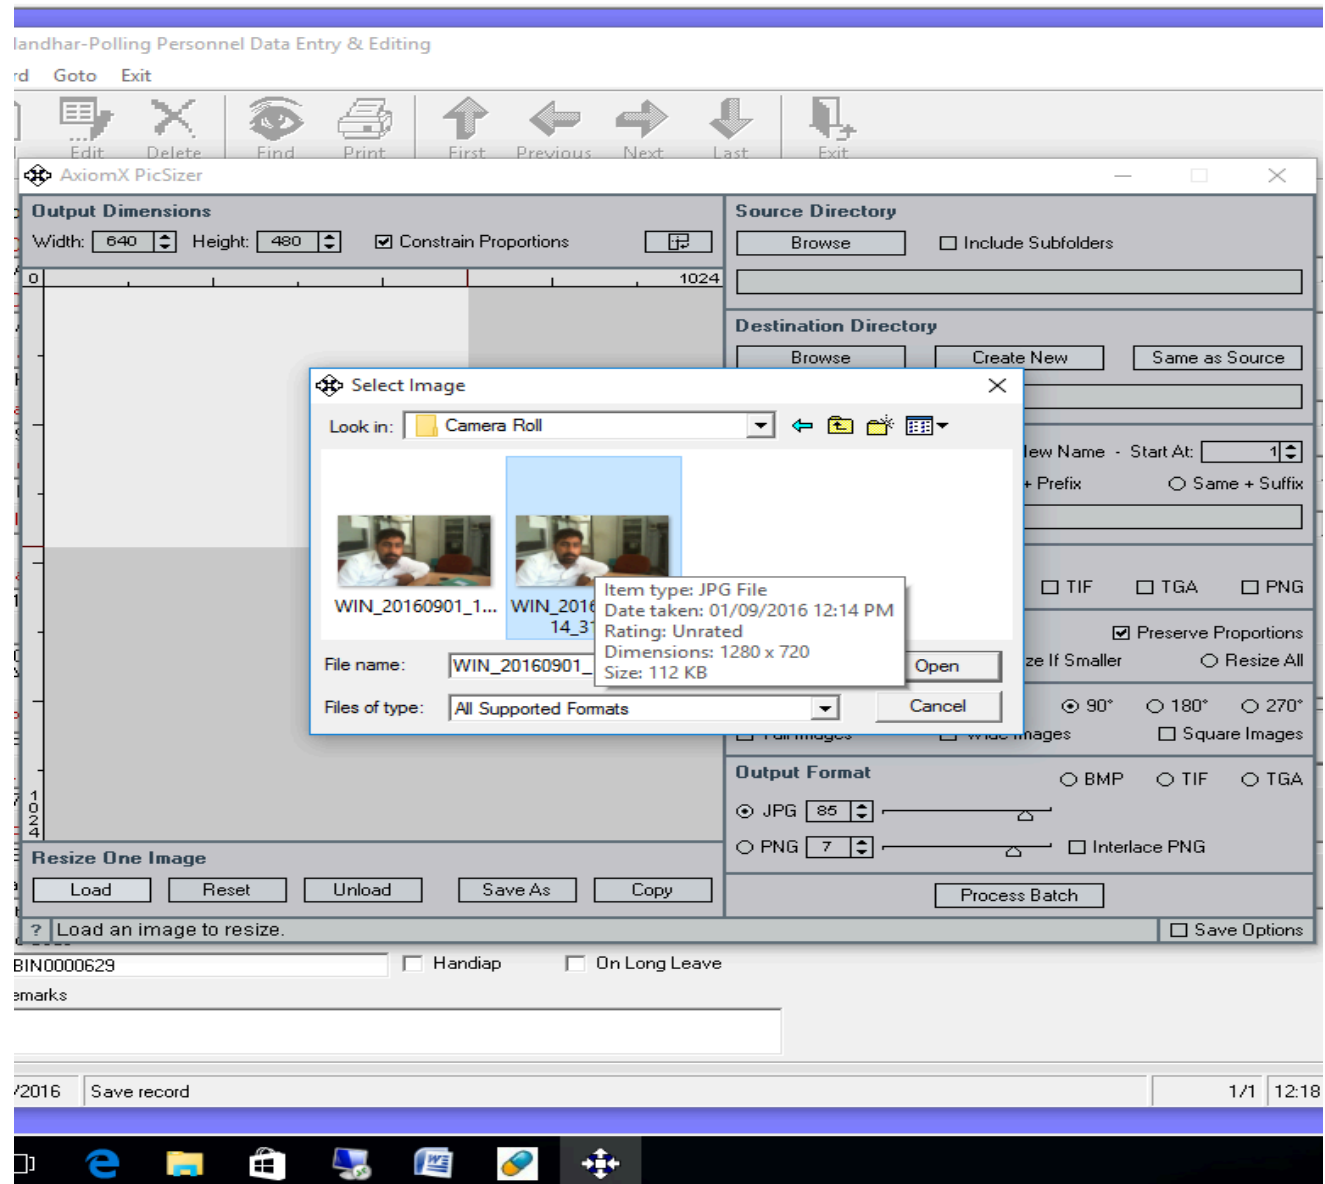 landhar-Polling Personnel Data Entry & Editing
rd Goto Exit
Edit Delete Find Print First Previous Next Last Exit
AxiomX PicSizer
Output Dimensions
Width: 640 Height: 480 Constrain Proportions
0 0 1024
Source Directory
Browse Include Subfolders
Destination Directory
Browse Create New Same as Source
Select Image
Look in: Camera Roll
WIN_20160901_1...
WIN_2016
14_31
Item type: JPG File
Date taken: 01/09/2016 12:14 PM
Rating: Unrated
Dimensions: 1280 x 720
Size: 112 KB
File name: WIN_20160901_ Open
Files of type: All Supported Formats Cancel
lew Name - Start At: 1
+ Prefix Same + Suffix
TIF TGA PNG
Preserve Proportions
ze If Smaller Resize All
90° 180° 270°
Tall Images Wide Images Square Images
Output Format BMP TIF TGA
JPG 85
PNG 7 Interlace PNG
1024
Resize One Image
Load Reset Unload Save As Copy
Process Batch
? Load an image to resize. Save Options
BIN0000629 Handiap On Long Leave
emarks
/2016 Save record 1/1 12:18